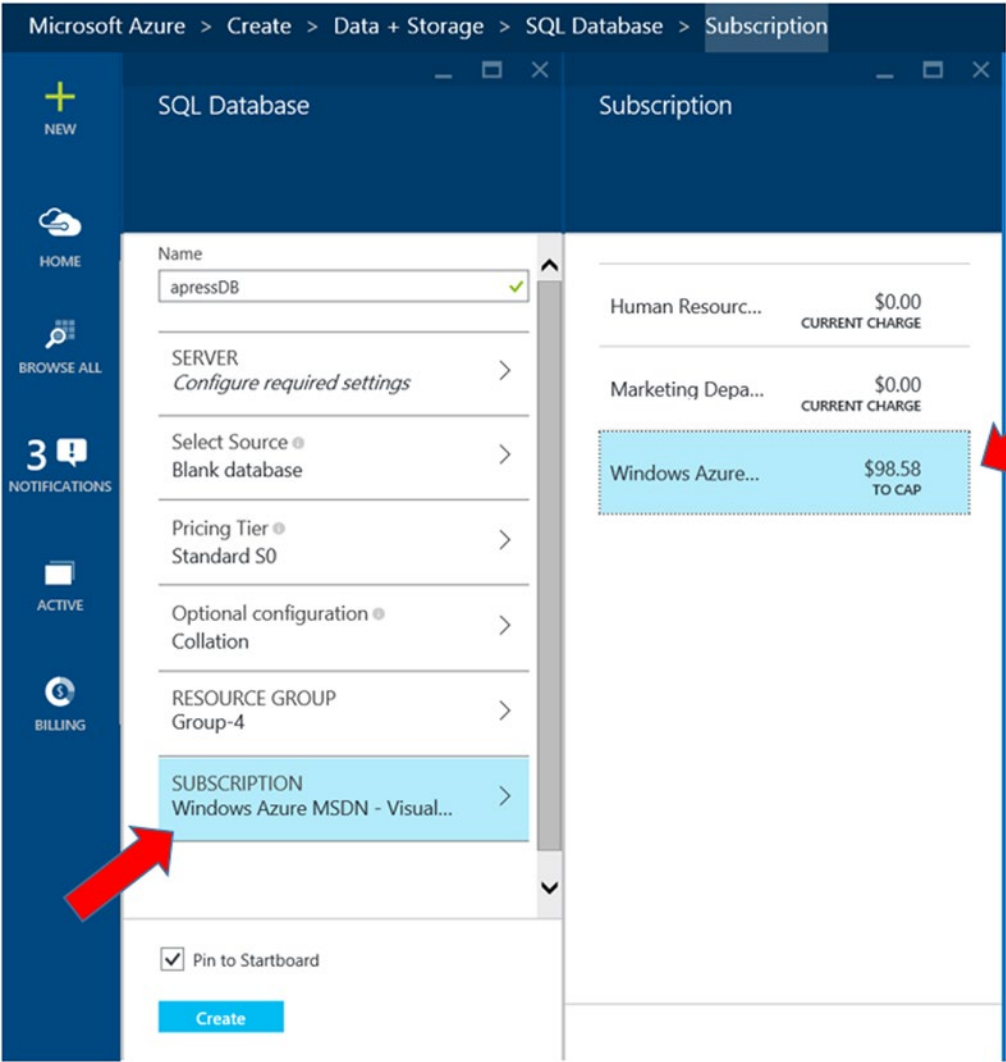 Microsoft Azure > Create > Data + Storage > SQL Database > Subscription
NEW
HOME
BROWSE ALL
3
NOTIFICATIONS
ACTIVE
BILLING
SQL Database
Name
apressDB
SERVER
Configure required settings
Select Source
Blank database
Pricing Tier
Standard S0
Optional configuration
Collation
RESOURCE GROUP
Group-4
SUBSCRIPTION
Windows Azure MSDN - Visual...
Pin to Startboard
Create
Subscription
Human Resourc... $0.00
CURRENT CHARGE
Marketing Depa... $0.00
CURRENT CHARGE
Windows Azure... $98.58
TO CAP